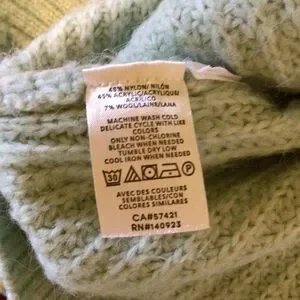 48% NYLON/NILÓN
45% ACRYLIC/ACRYLIQUE/
ACRÍLICO
7% WOOL/LAINE/LANA
MACHINE WASH COLD
DELICATE CYCLE WITH LIKE
COLORS
ONLY NON-CHLORINE
BLEACH WHEN NEEDED
TUMBLE DRY LOW
COOL IRON WHEN NEEDED
30 P
AVEC DES COULEURS
SEMBLABLES/CON
COLORES SIMILARES
CA#57421
RN#140923